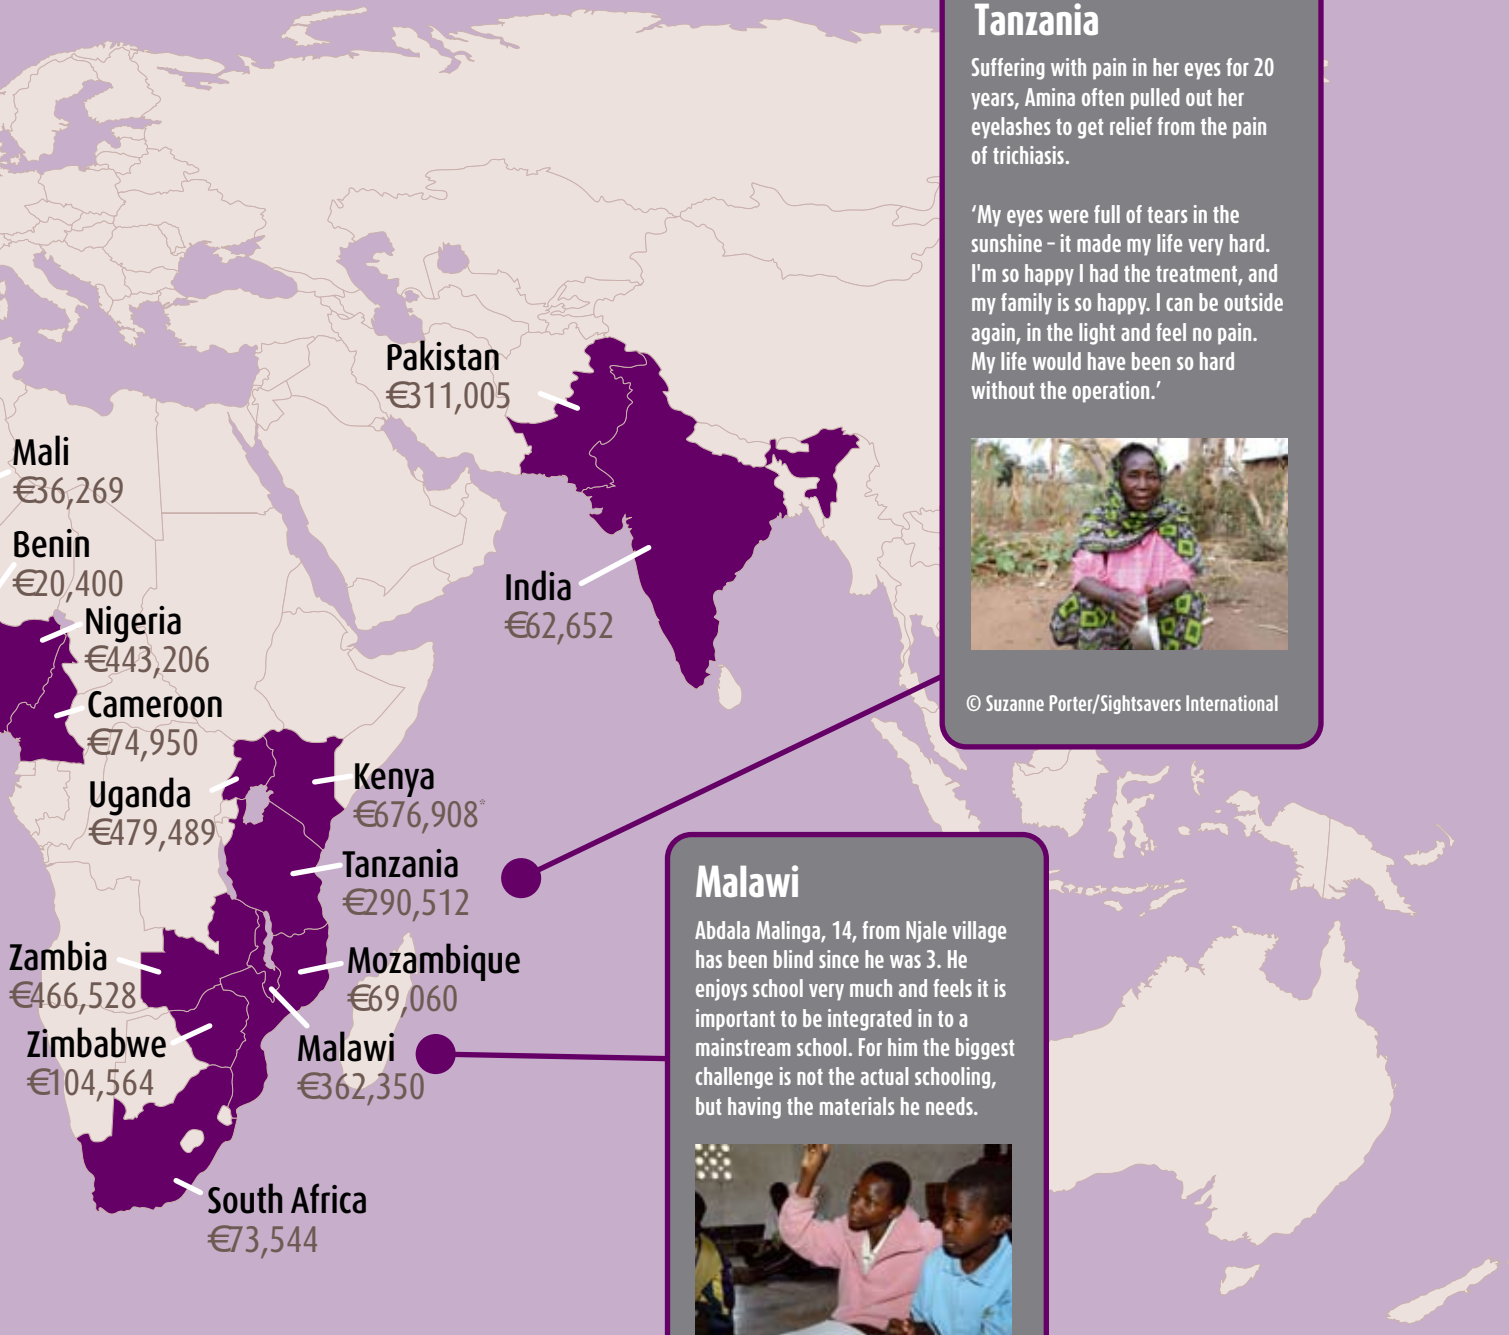 Tanzania
Suffering with pain in her eyes for 20
years, Amina often pulled out her
eyelashes to get relief from the pain
of trichiasis.
‘My eyes were full of tears in the
sunshine – it made my life very hard.
I'm so happy I had the treatment, and
my family is so happy. I can be outside
again, in the light and feel no pain.
My life would have been so hard
without the operation.’
© Suzanne Porter/Sightsavers International
Pakistan
€311,005
Mali
€36,269
Benin
€20,400
India
€62,652
Nigeria
€443,206
Cameroon
€74,950
Uganda
€479,489
Kenya
€676,908*
Tanzania
€290,512
Zambia
€466,528
Mozambique
€69,060
Zimbabwe
€104,564
Malawi
€362,350
South Africa
€73,544
Malawi
Abdala Malinga, 14, from Njale village
has been blind since he was 3. He
enjoys school very much and feels it is
important to be integrated in to a
mainstream school. For him the biggest
challenge is not the actual schooling,
but having the materials he needs.